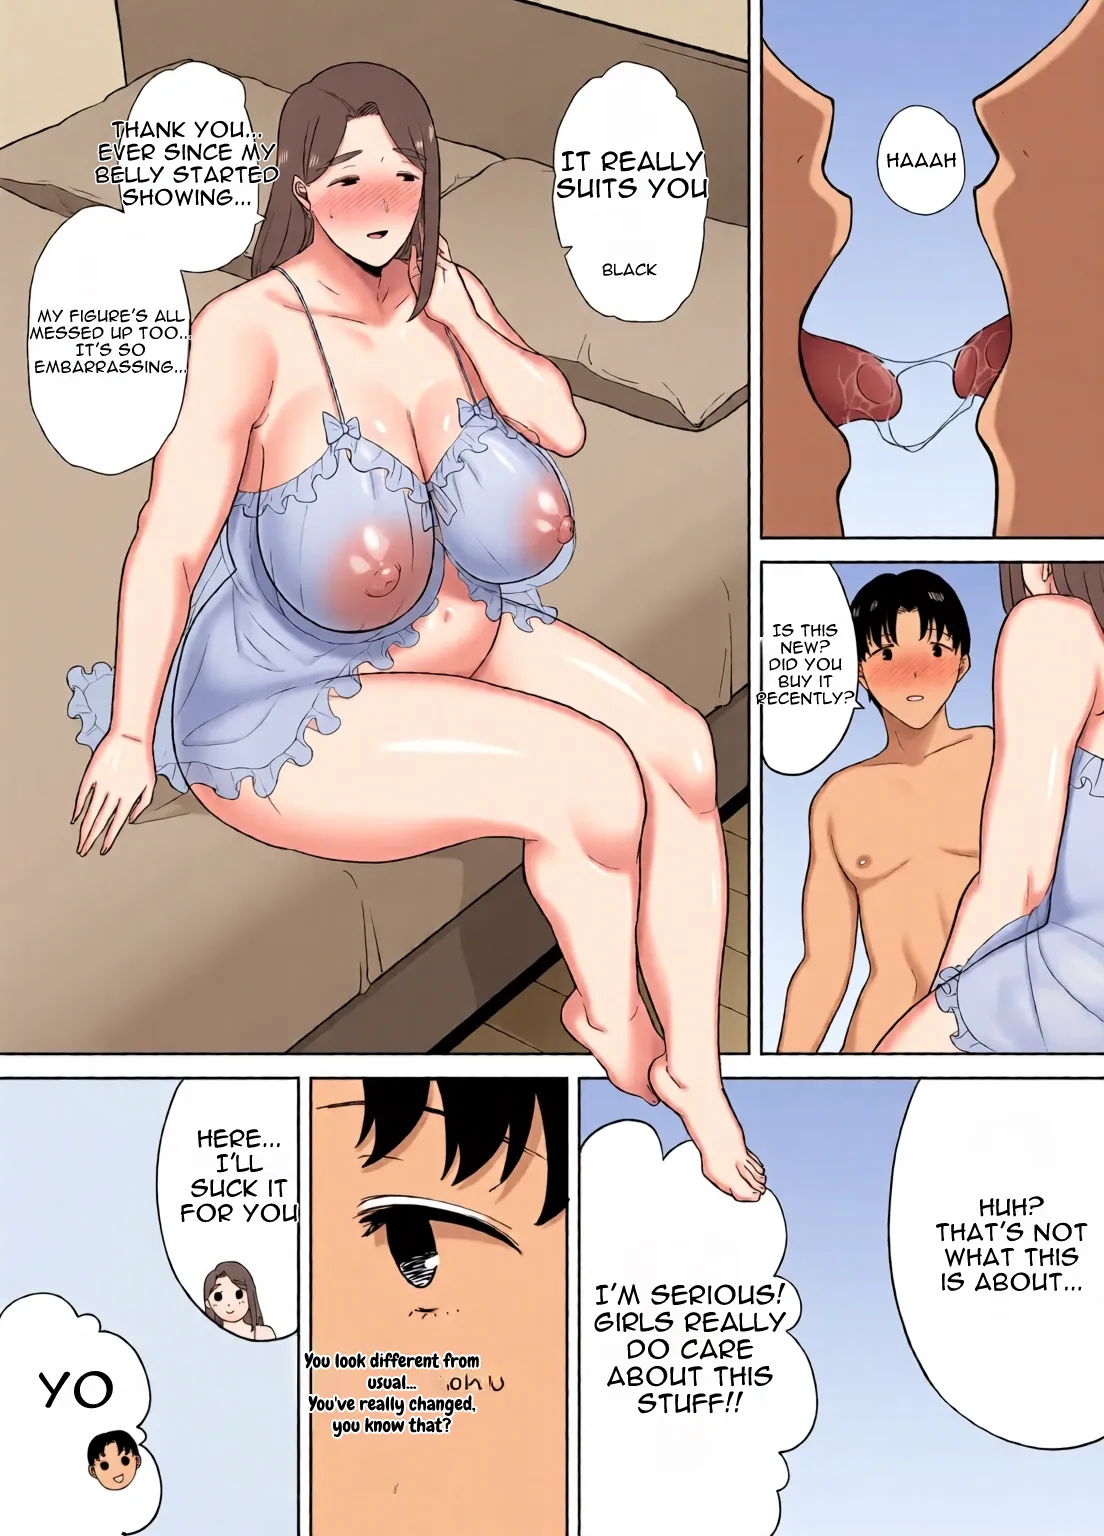 THANK YOU...
EVER SINCE MY
BELLY STARTED
SHOWING...
MY FIGURE'S ALL
MESSED UP TOO...
IT'S SO
EMBARRASSING...
IT REALLY
SUITS YOU
BLACK
HAAAH
IS THIS
NEW?
DID YOU
BUY IT
RECENTLY?
HERE...
I'LL
SUCK IT
FOR YOU
YO
You look different from
usual...
You've really changed,
you know that?
I'M SERIOUS!
GIRLS REALLY
DO CARE
ABOUT THIS
STUFF!!
HUH?
THAT'S NOT
WHAT THIS
IS ABOUT...